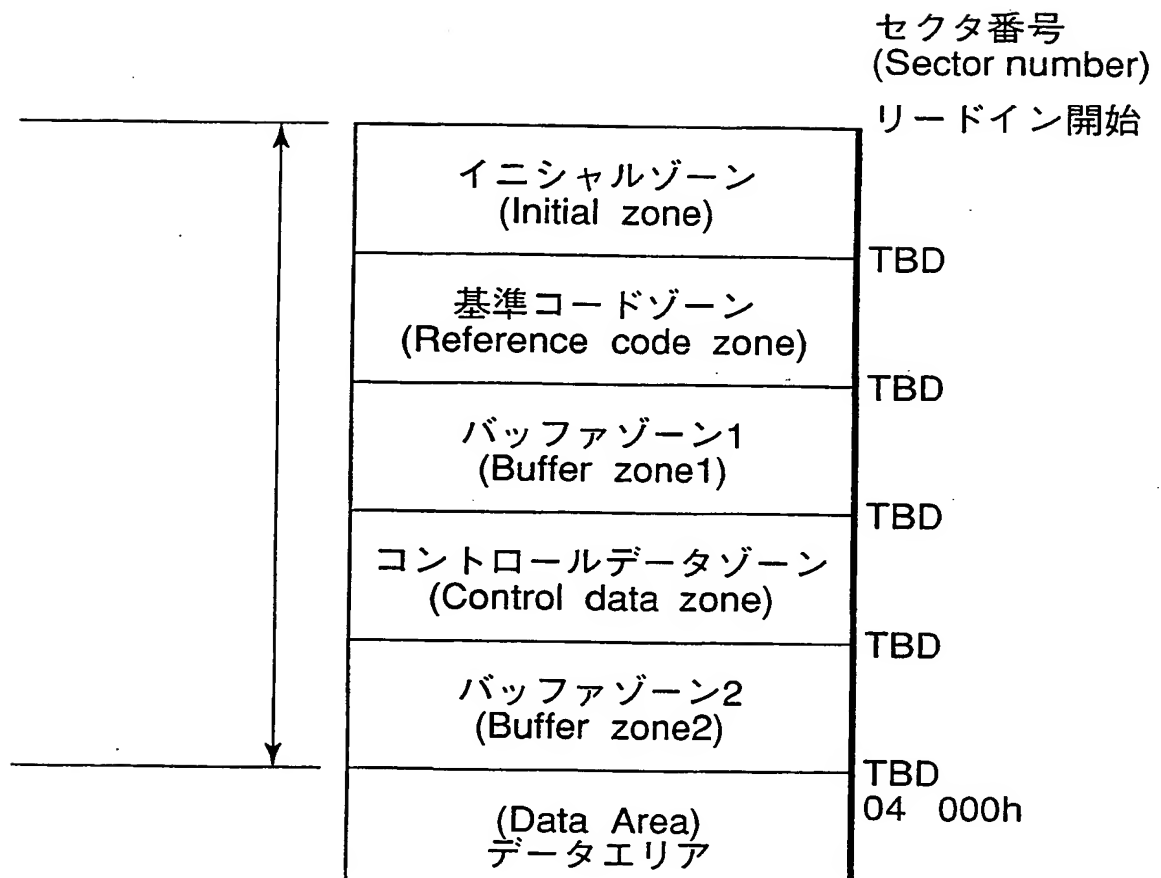 セクタ番号
(Sector number)
リードイン開始
イニシャルゾーン
(Initial zone)
TBD
基準コードゾーン
(Reference code zone)
TBD
バッファゾーン1
(Buffer zone1)
TBD
コントロールデータゾーン
(Control data zone)
TBD
バッファゾーン2
(Buffer zone2)
TBD
04 000h
(Data Area)
データエリア